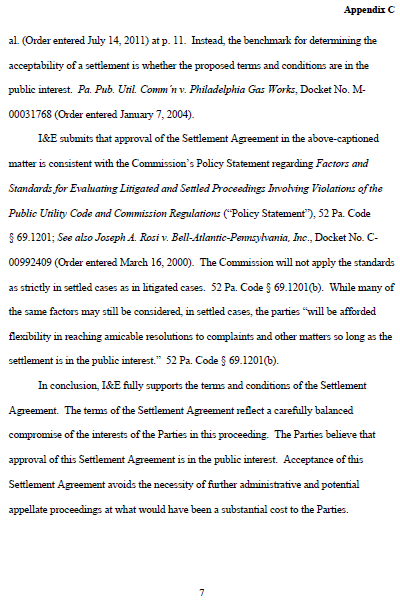 Appendix C
al. (Order entered July 14, 2011) at p. 11.  Instead, the benchmark for determining the
acceptability of a settlement is whether the proposed terms and conditions are in the
public interest.  Pa. Pub. Util. Comm'n v. Philadelphia Gas Works, Docket No. M-
00031768 (Order entered January 7, 2004).
I&E submits that approval of the Settlement Agreement in the above-captioned
matter is consistent with the Commission's Policy Statement regarding Factors and
Standards for Evaluating Litigated and Settled Proceedings Involving Violations of the
Public Utility Code and Commission Regulations ("Policy Statement"), 52 Pa. Code
§ 69.1201; See also Joseph A. Rosi v. Bell-Atlantic-Pennsylvania, Inc., Docket No. C-
00992409 (Order entered March 16, 2000).  The Commission will not apply the standards
as strictly in settled cases as in litigated cases.  52 Pa. Code § 69.1201(b).  While many of
the same factors may still be considered, in settled cases, the parties "will be afforded
flexibility in reaching amicable resolutions to complaints and other matters so long as the
settlement is in the public interest."  52 Pa. Code § 69.1201(b).
In conclusion, I&E fully supports the terms and conditions of the Settlement
Agreement.  The terms of the Settlement Agreement reflect a carefully balanced
compromise of the interests of the Parties in this proceeding.  The Parties believe that
approval of this Settlement Agreement is in the public interest.  Acceptance of this
Settlement Agreement avoids the necessity of further administrative and potential
appellate proceedings at what would have been a substantial cost to the Parties.
7